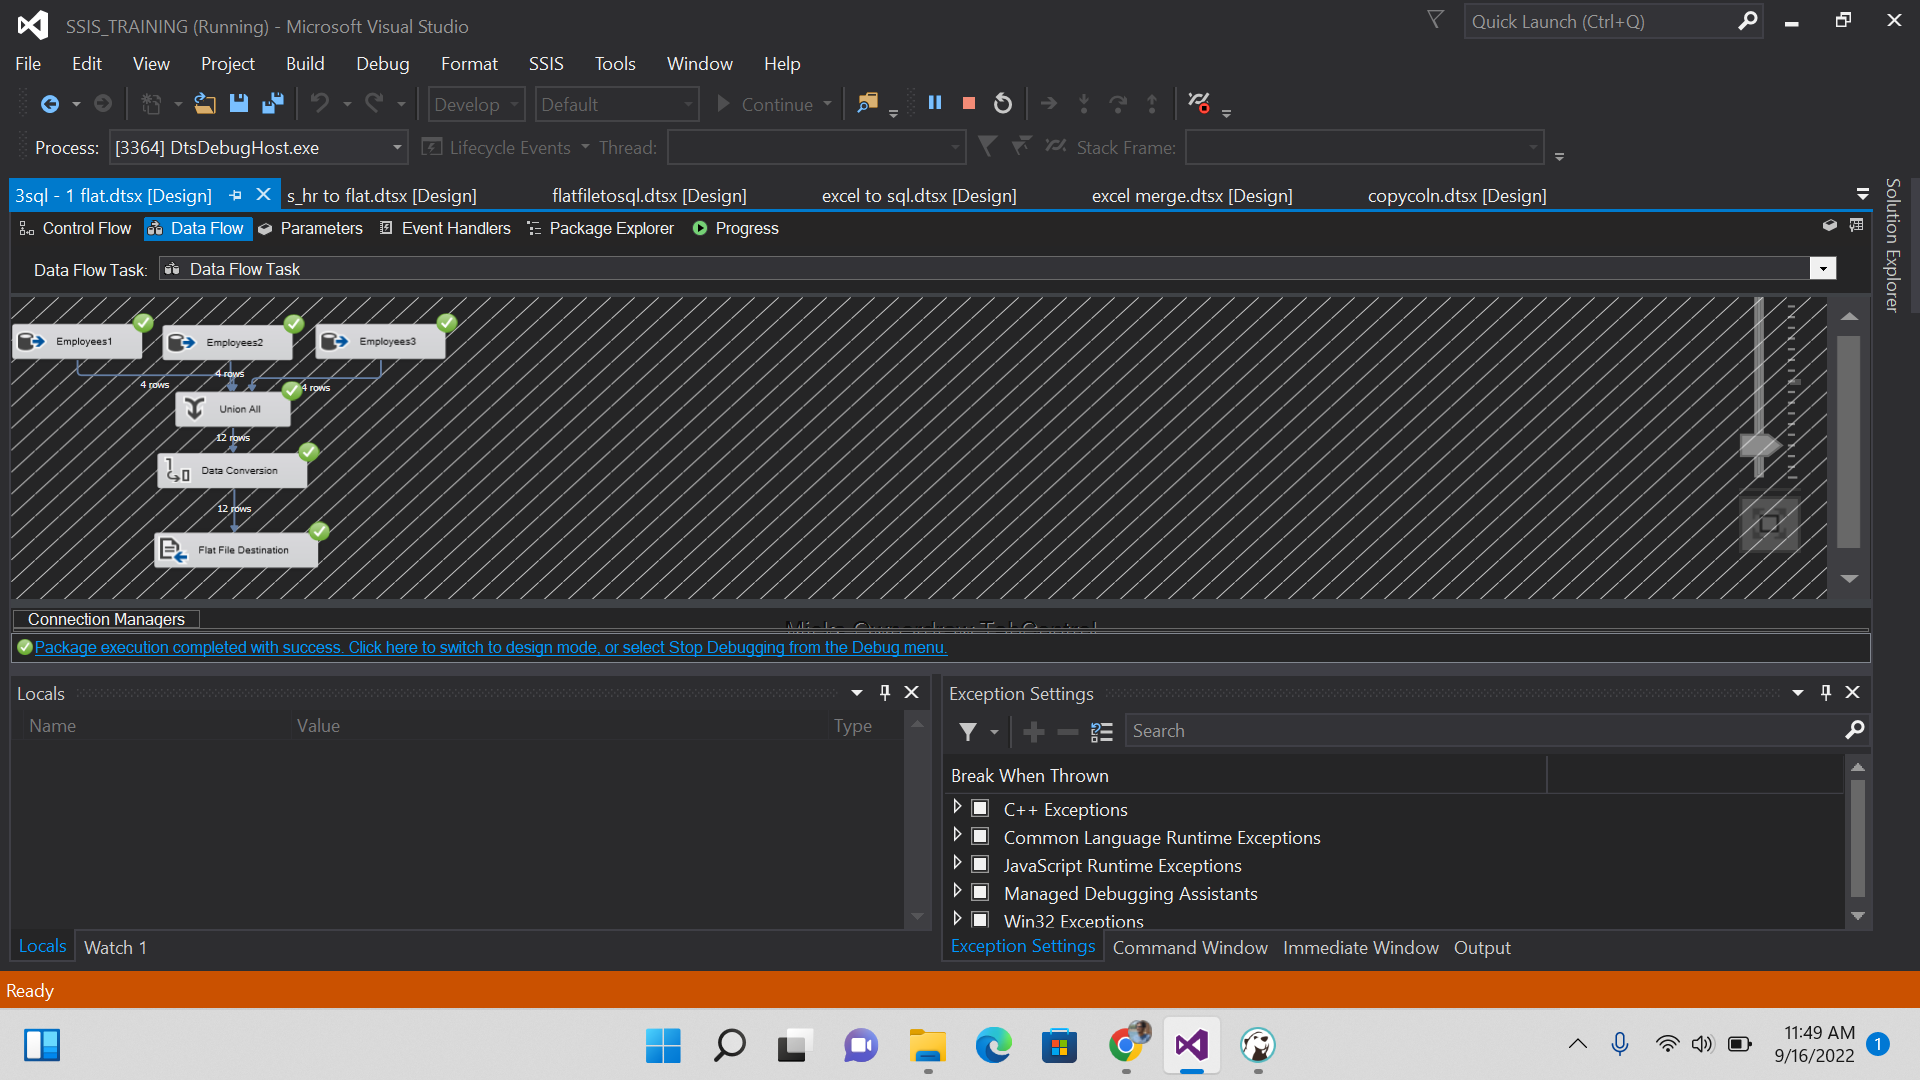 SSIS_TRAINING (Running) - Microsoft Visual Studio
Quick Launch (Ctrl+Q)
File Edit View Project Build Debug Format SSIS Tools Window Help
Develop Default Continue
Process: [3364] DtsDebugHost.exe Lifecycle Events Thread: Stack Frame:
3sql - 1 flat.dtsx [Design] s_hr to flat.dtsx [Design] flatfiletosql.dtsx [Design] excel to sql.dtsx [Design] excel merge.dtsx [Design] copycoln.dtsx [Design]
Solution Explorer
Control Flow Data Flow Parameters Event Handlers Package Explorer Progress
Data Flow Task: Data Flow Task
Employees1 Employees2 Employees3
4 rows 4 rows 4 rows
Union All
12 rows
Data Conversion
12 rows
Flat File Destination
Connection Managers
Package execution completed with success. Click here to switch to design mode, or select Stop Debugging from the Debug menu.
Locals
Name Value Type
Locals Watch 1
Exception Settings
Search
Break When Thrown
C++ Exceptions
Common Language Runtime Exceptions
JavaScript Runtime Exceptions
Managed Debugging Assistants
Win32 Exceptions
Exception Settings Command Window Immediate Window Output
Ready
11:49 AM
9/16/2022
1